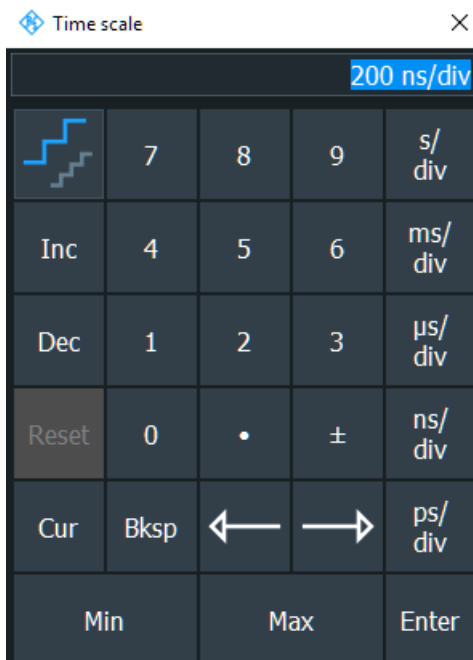 Time scale
200 ns/div
7 8 9 s/
div
Inc 4 5 6 ms/
div
Dec 1 2 3 µs/
div
Reset 0 • ± ns/
div
Cur Bksp ps/
div
Min Max Enter